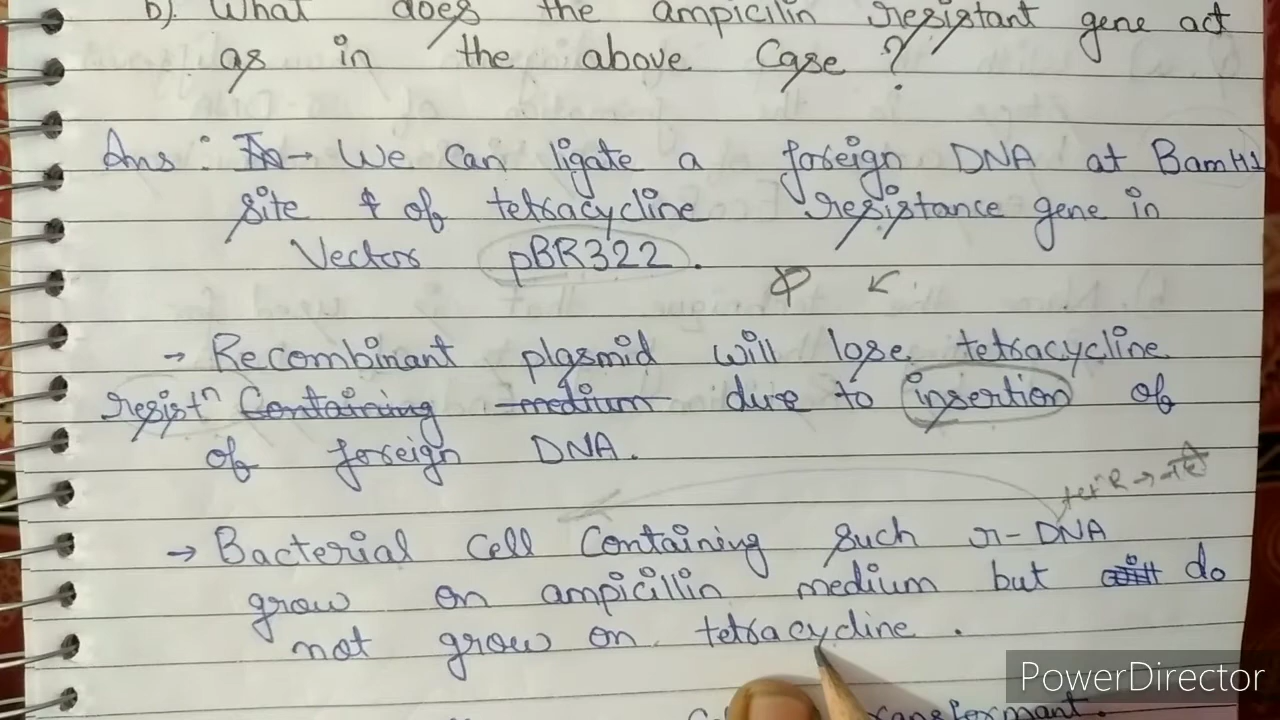 b). What does the ampicilin resistant gene act
as in the above case ?
Ans : → We can ligate a foreign DNA at BamH1
site of tetracycline resistance gene in
Vector pBR322.
→ Recombinant plasmid will lose tetracycline
resistⁿ Containing medium due to insertion of
of foreign DNA.
tet R →
→ Bacterial cell Containing such r-DNA
grow on ampicillin medium but do
not grow on tetracycline .
transformant.
PowerDirector